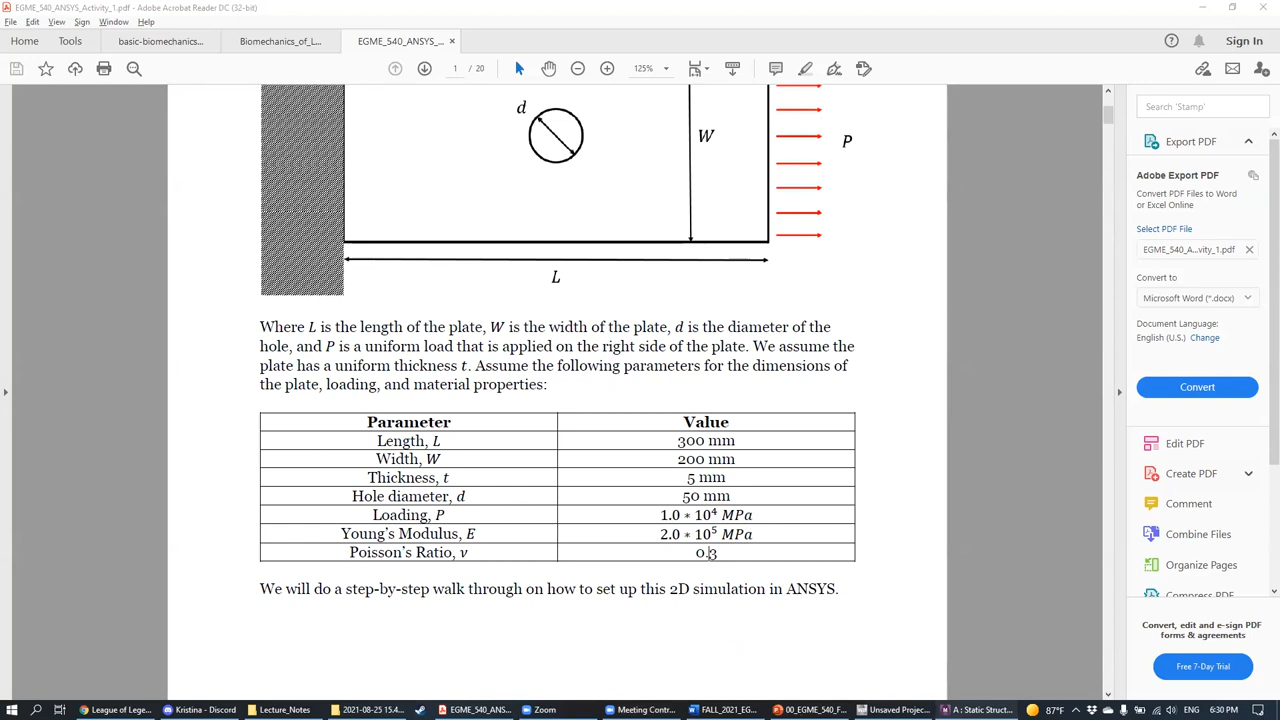 EGME_540_ANSYS_Activity_1.pdf - Adobe Acrobat Reader DC (32-bit)
File Edit View Sign Window Help
Home Tools basic-biomechanics... Biomechanics_of_L... EGME_540_ANSYS_... × Sign In
1 / 20 125%
d
W
P
L
Where L is the length of the plate, W is the width of the plate, d is the diameter of the
hole, and P is a uniform load that is applied on the right side of the plate. We assume the
plate has a uniform thickness t. Assume the following parameters for the dimensions of
the plate, loading, and material properties:
Parameter Value
Length, L 300 mm
Width, W 200 mm
Thickness, t 5 mm
Hole diameter, d 50 mm
Loading, P 1.0 * 10⁴ MPa
Young's Modulus, E 2.0 * 10⁵ MPa
Poisson's Ratio, ν 0.3
We will do a step-by-step walk through on how to set up this 2D simulation in ANSYS.
Search 'Stamp'
Export PDF
Adobe Export PDF
Convert PDF Files to Word
or Excel Online
Select PDF File
EGME_540_A...vity_1.pdf ×
Convert to
Microsoft Word (*.docx)
Document Language:
English (U.S.) Change
Convert
Edit PDF
Create PDF
Comment
Combine Files
Organize Pages
Compress PDF
Convert, edit and e-sign PDF
forms & agreements
Free 7-Day Trial
League of Lege... Kristina - Discord Lecture_Notes 2021-08-25 15.4... EGME_540_ANS... Zoom Meeting Contr... FALL_2021_EG... 00_EGME_540_F... Unsaved Projec... A : Static Struct... 87°F 6:30 PM